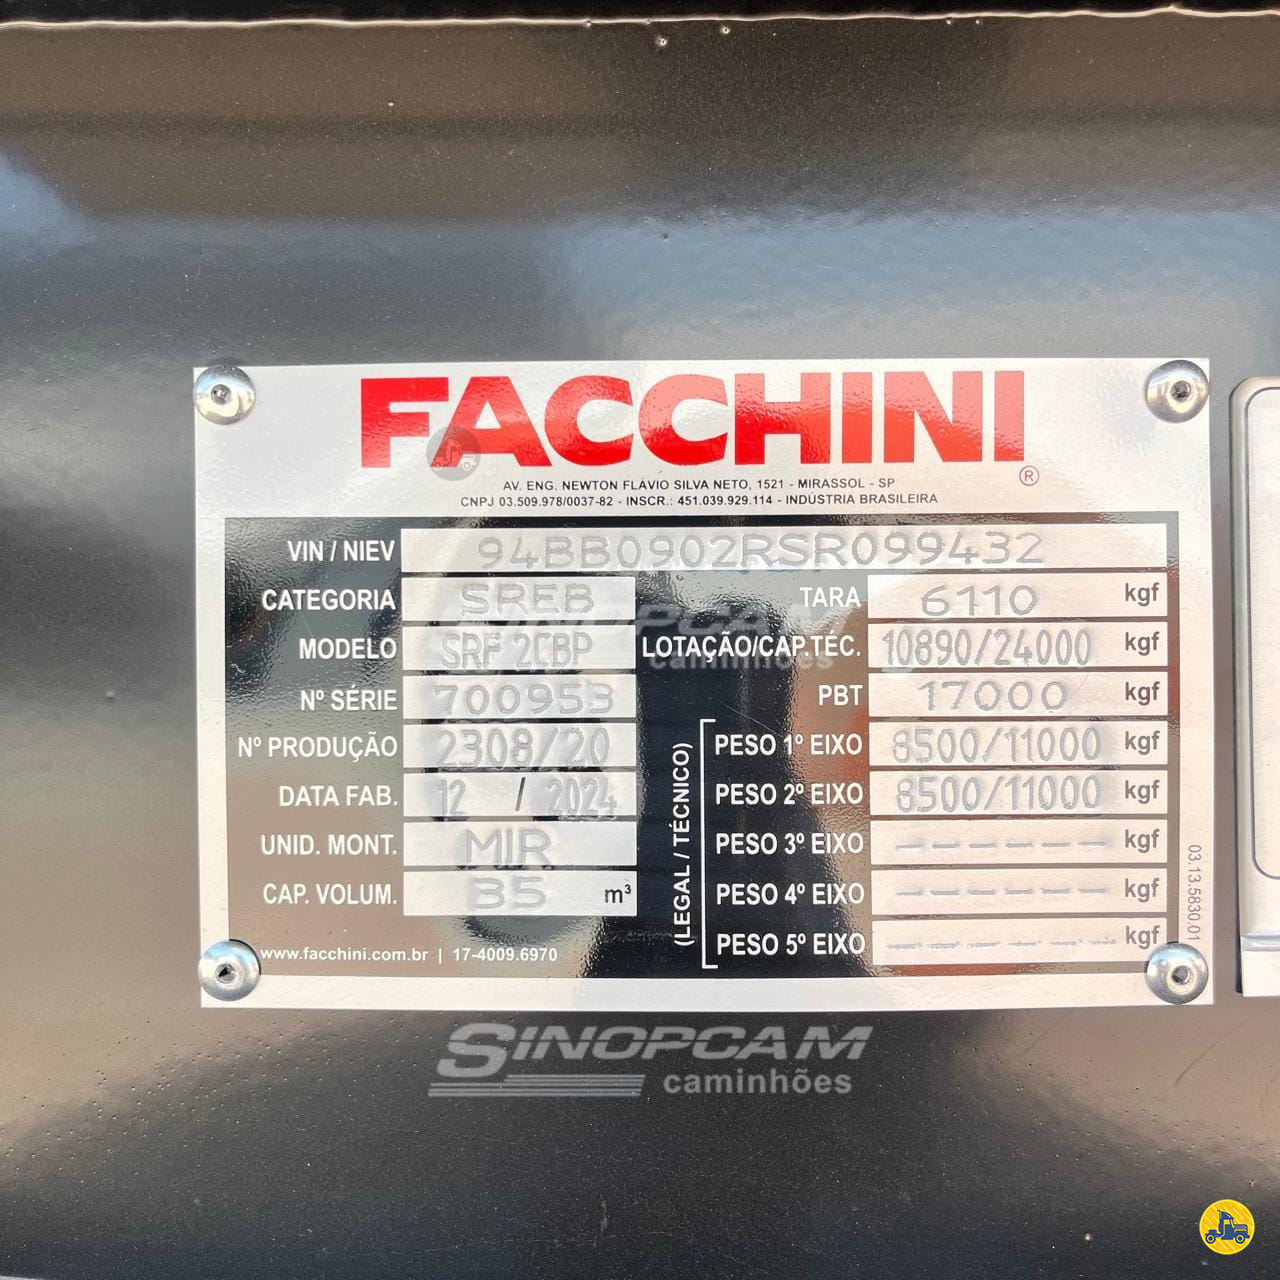 FACCHINI ®
AV. ENG. NEWTON FLÁVIO SILVA NETO, 1521 - MIRASSOL - SP
CNPJ 03.509.978/0037-82 - INSCR.: 451.039.929.114 - INDÚSTRIA BRASILEIRA
VIN / NIEV 94BB0902RSR099432
CATEGORIA SREB TARA 6110 kgf
MODELO SRF 2CBP LOTAÇÃO/CAP.TÉC. 10890/24000 kgf
Nº SÉRIE 700953 PBT 17000 kgf
Nº PRODUÇÃO 2308/20 PESO 1º EIXO 8500/11000 kgf
DATA FAB. 12 / 2024 PESO 2º EIXO 8500/11000 kgf
UNID. MONT. MIR PESO 3º EIXO ------ kgf
CAP. VOLUM. 35 m³ PESO 4º EIXO ------ kgf
PESO 5º EIXO ------ kgf
(LEGAL / TÉCNICO)
www.facchini.com.br | 17-4009.6970
03.13.5830.01
SINOPCAM
caminhões
SINOPCAM
caminhões